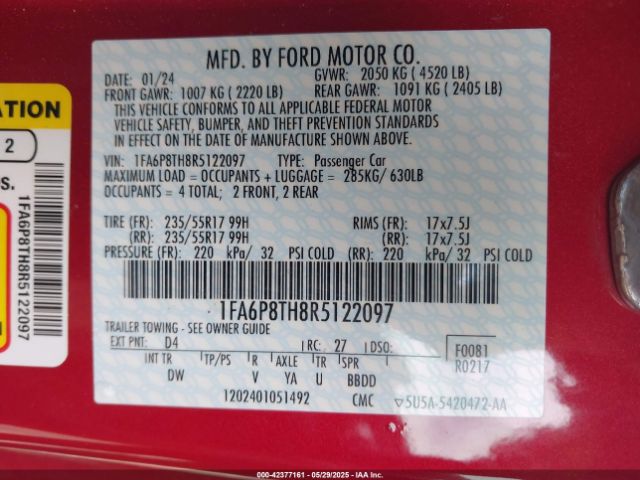 MFD. BY FORD MOTOR CO.
DATE: 01/24 GVWR: 2050 KG ( 4520 LB)
FRONT GAWR: 1007 KG ( 2220 LB) REAR GAWR: 1091 KG ( 2405 LB)
THIS VEHICLE CONFORMS TO ALL APPLICABLE FEDERAL MOTOR
VEHICLE SAFETY, BUMPER, AND THEFT PREVENTION STANDARDS
IN EFFECT ON THE DATE OF MANUFACTURE SHOWN ABOVE.
VIN: 1FA6P8TH8R5122097 TYPE: Passenger Car
MAXIMUM LOAD = OCCUPANTS + LUGGAGE = 285KG/ 630LB
OCCUPANTS = 4 TOTAL; 2 FRONT, 2 REAR
TIRE (FR): 235/55R17 99H RIMS (FR): 17x7.5J
(RR): 235/55R17 99H (RR): 17x7.5J
PRESSURE (FR): 220 kPa/ 32 PSI COLD (RR): 220 kPa/ 32 PSI COLD
1FA6P8TH8R5122097
TRAILER TOWING - SEE OWNER GUIDE
EXT PNT: D4 RC: 27 DSO: F0081
R0217
INT TR TP/PS R AXLE TR SPR
DW V YA U BBDD
1202401051492 CMC ▽5U5A-5420472-AA
ATION
2
S.
1FA6P8TH8R5122097
00-42377161 - 05/29/2025 - IAA Inc.